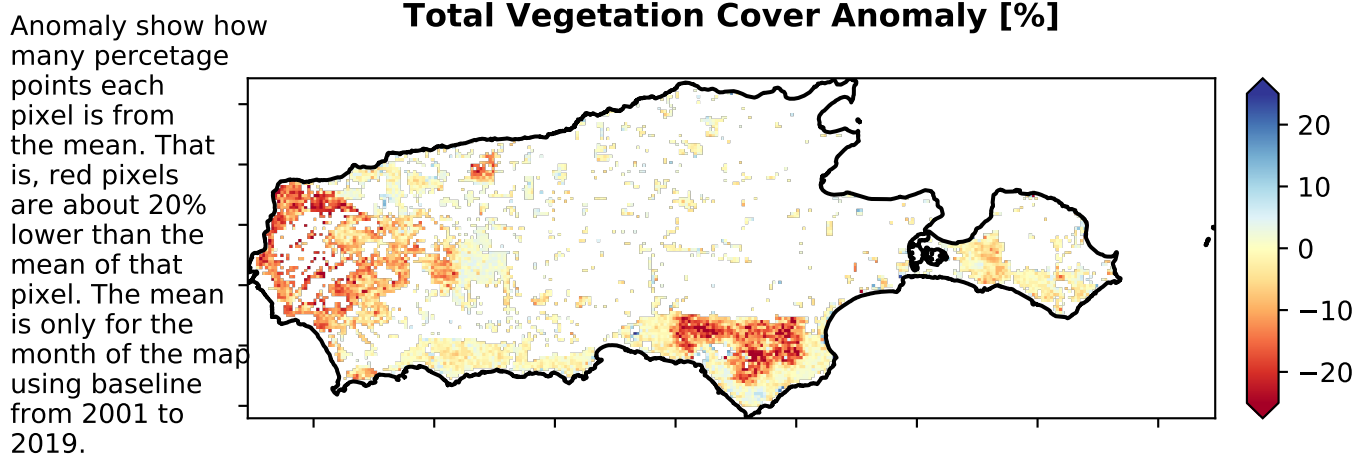 Total Vegetation Cover Anomaly [%]
Anomaly show how
many percetage
points each
pixel is from
the mean. That
is, red pixels
are about 20%
lower than the
mean of that
pixel. The mean
is only for the
month of the map
using baseline
from 2001 to
2019.
20
10
0
−10
−20